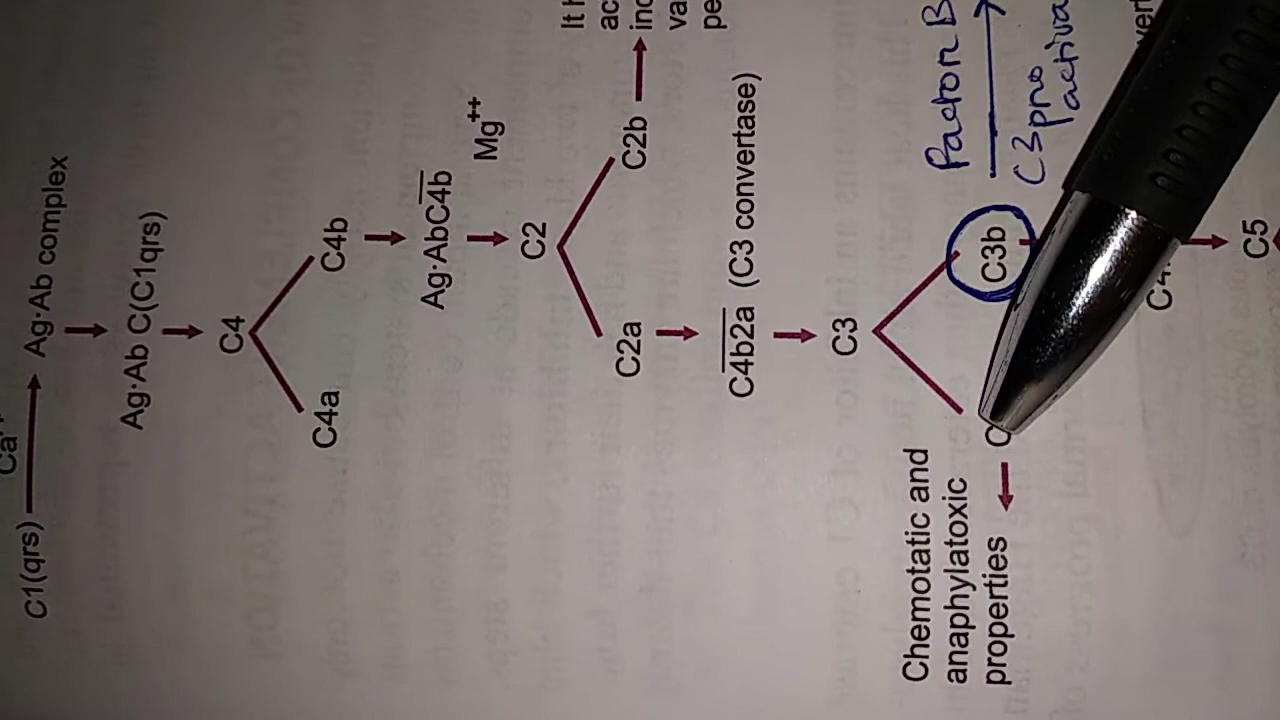 Ca++
C1(qrs) Ag·Ab complex
Ag·Ab C(C1qrs)
C4
C4a C4b
Ag·AbC4b
Mg++
C2
C2a C2b
C4b2a (C3 convertase)
C3
C3b
Factor B
C3 pro
Chemotatic and
anaphylatoxic
properties
C5